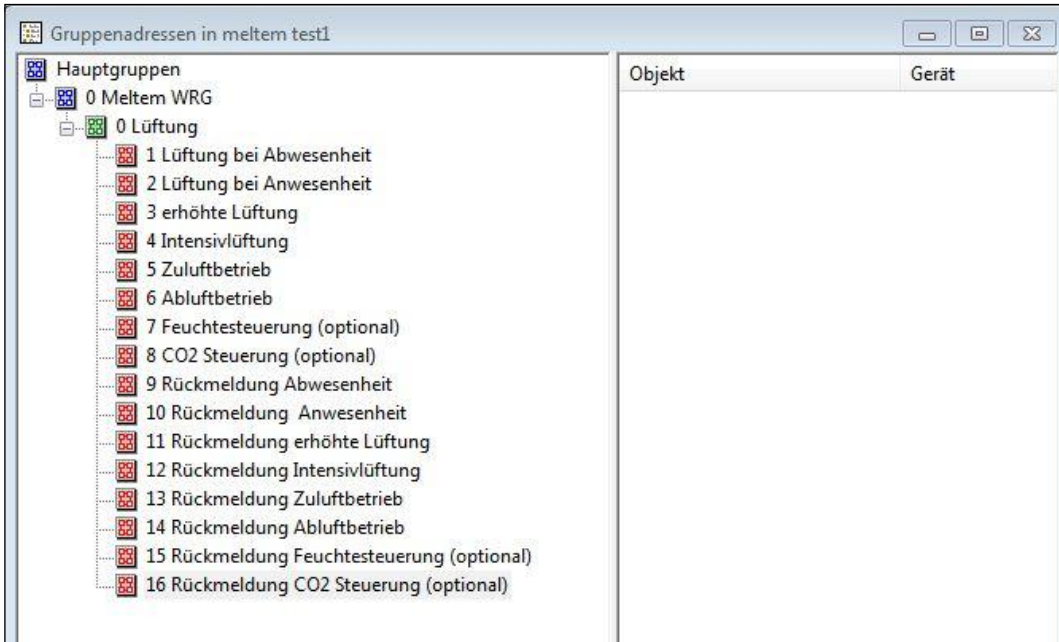 Gruppenadressen in meltem test1
Hauptgruppen
Objekt Gerät
0 Meltem WRG
0 Lüftung
1 Lüftung bei Abwesenheit
2 Lüftung bei Anwesenheit
3 erhöhte Lüftung
4 Intensivlüftung
5 Zuluftbetrieb
6 Abluftbetrieb
7 Feuchtesteuerung (optional)
8 CO2 Steuerung (optional)
9 Rückmeldung Abwesenheit
10 Rückmeldung  Anwesenheit
11 Rückmeldung erhöhte Lüftung
12 Rückmeldung Intensivlüftung
13 Rückmeldung Zuluftbetrieb
14 Rückmeldung Abluftbetrieb
15 Rückmeldung Feuchtesteuerung (optional)
16 Rückmeldung CO2 Steuerung (optional)